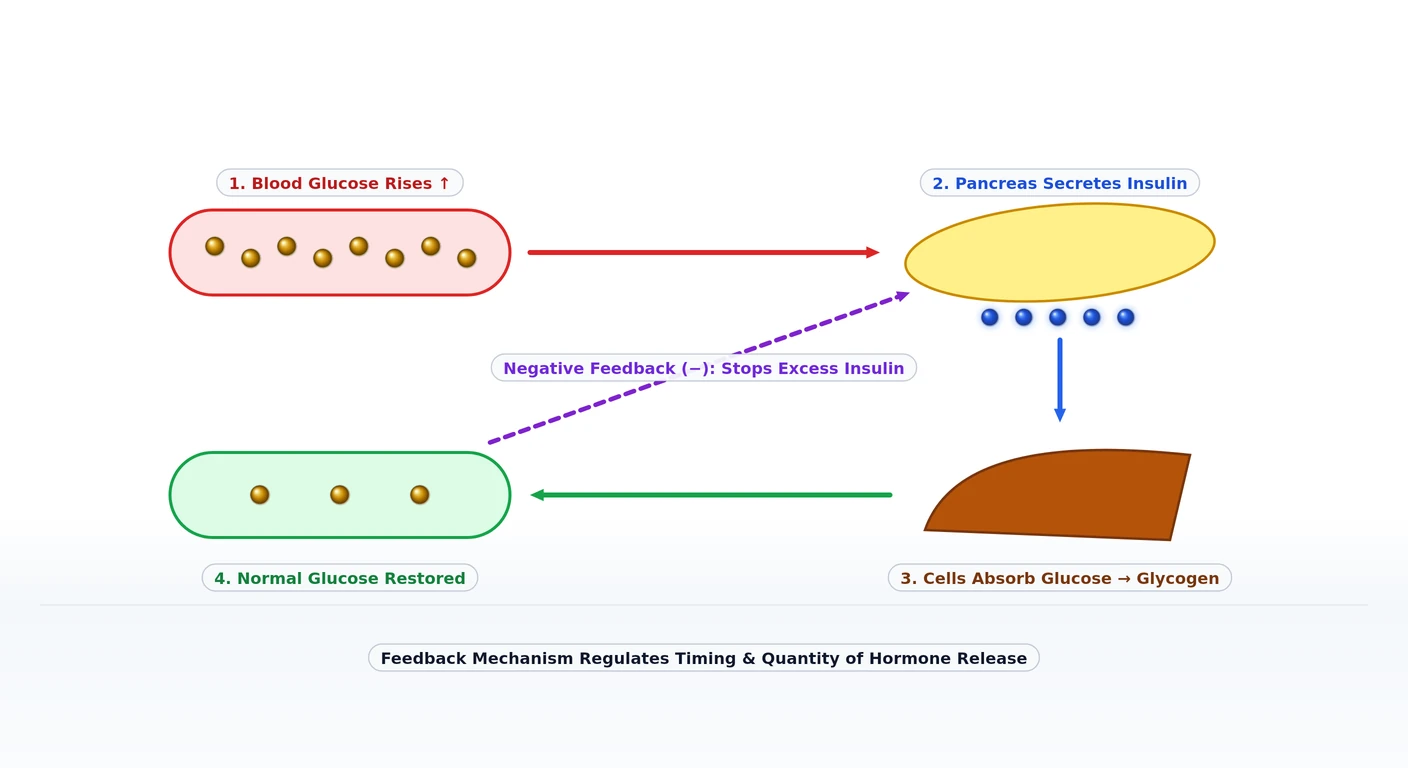 1. Blood Glucose Rises ↑
2. Pancreas Secretes Insulin
Negative Feedback (−): Stops Excess Insulin
4. Normal Glucose Restored
3. Cells Absorb Glucose → Glycogen
Feedback Mechanism Regulates Timing & Quantity of Hormone Release